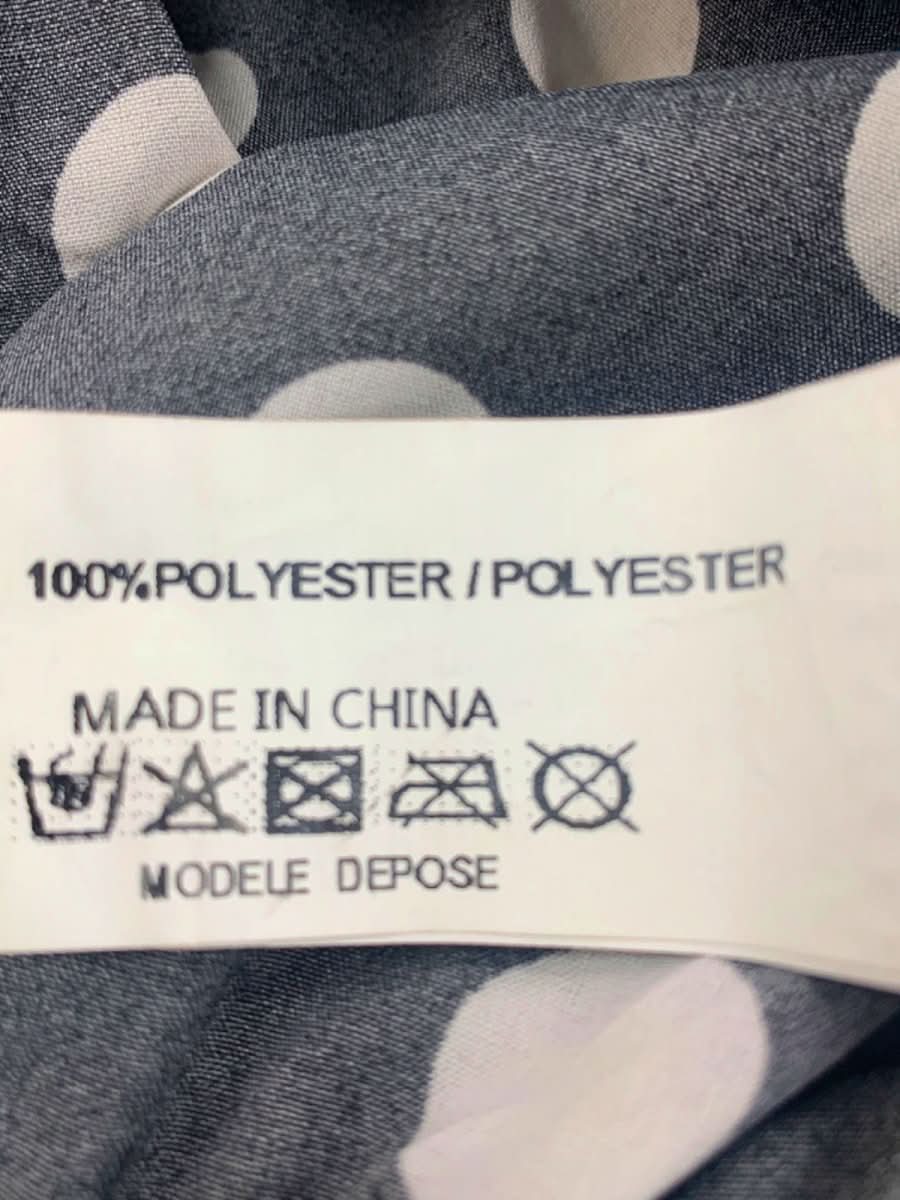 100%POLYESTER / POLYESTER
MADE IN CHINA
MODELE DEPOSE